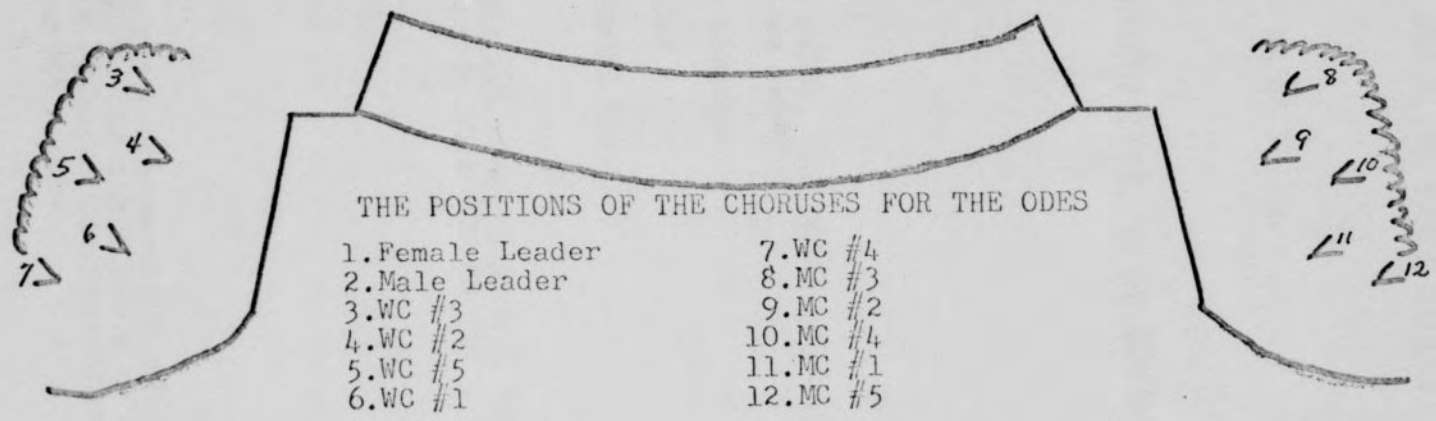 3
8
4
9
5
10
6
11
7
12
THE POSITIONS OF THE CHORUSES FOR THE ODES
1.Female Leader
2.Male Leader
3.WC #3
4.WC #2
5.WC #5
6.WC #1
7.WC #4
8.MC #3
9.MC #2
10.MC #4
11.MC #1
12.MC #5